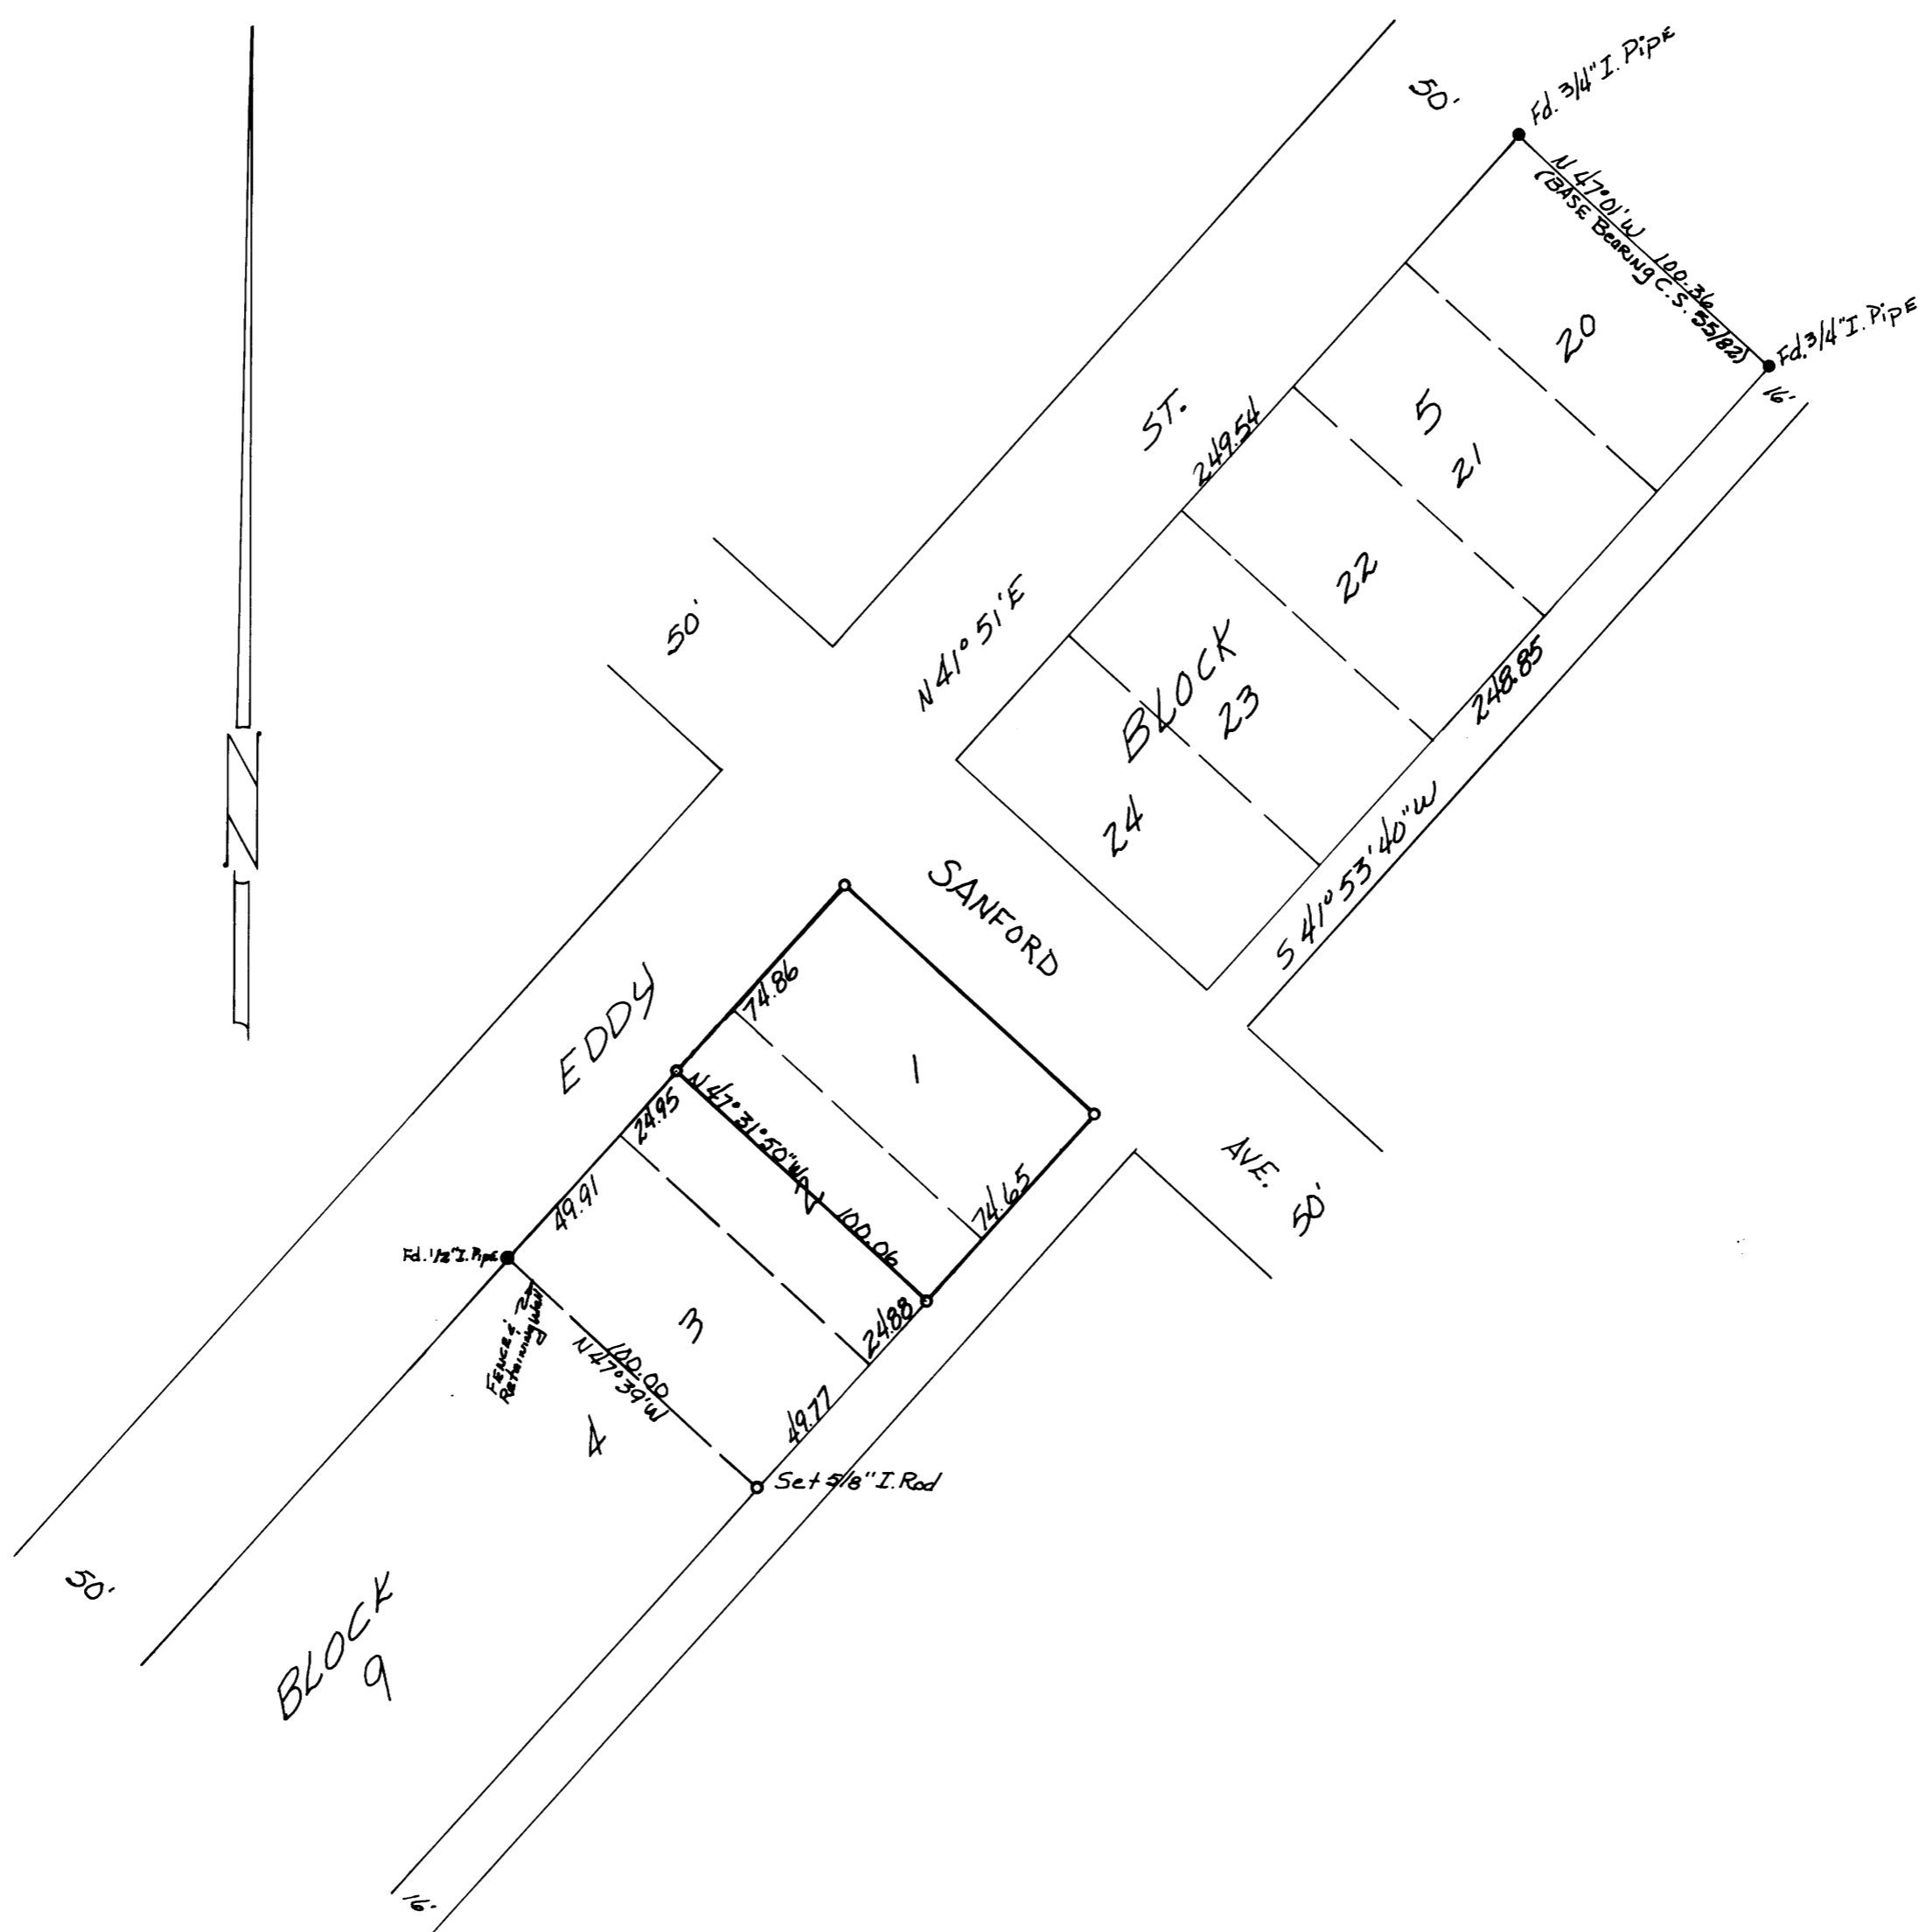 N
50'
Fd. 3/4" I. Pipe
N 47°01' W 100.36
(BASE BEARING C.S. 55/82)
Fd. 3/4" I. Pipe
16'
20
ST.
249.54
5
21
22
50'
N 41° 51' E
BLOCK
23
248.85
24
S 41° 53' 40" W
SANFORD
EDDY
74.86
1
24.95
N 47° 31' 50" W 100.06
2
74.65
AVE. 50'
49.91
Fd. 1/2" I. Pipe
FENCE &
Retaining Wall
3
24.88
100.00
N 47° 39' W
49.77
4
Set 5/8" I. Rod
50'
BLOCK
9
16'